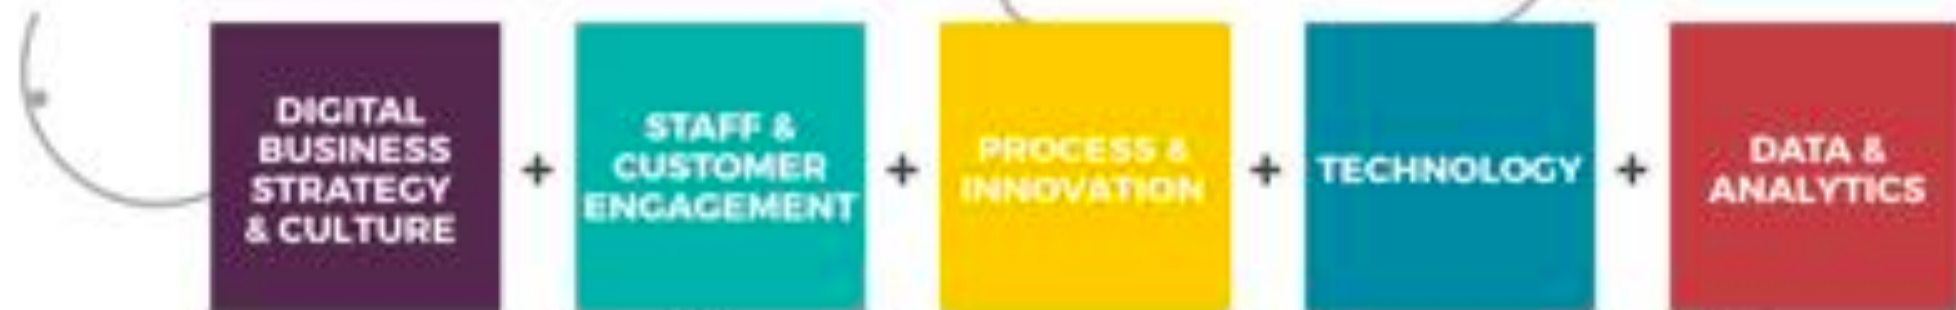 DIGITAL
BUSINESS
STRATEGY
& CULTURE
+
STAFF &
CUSTOMER
ENGAGEMENT
+
PROCESS &
INNOVATION
+
TECHNOLOGY
+
DATA &
ANALYTICS